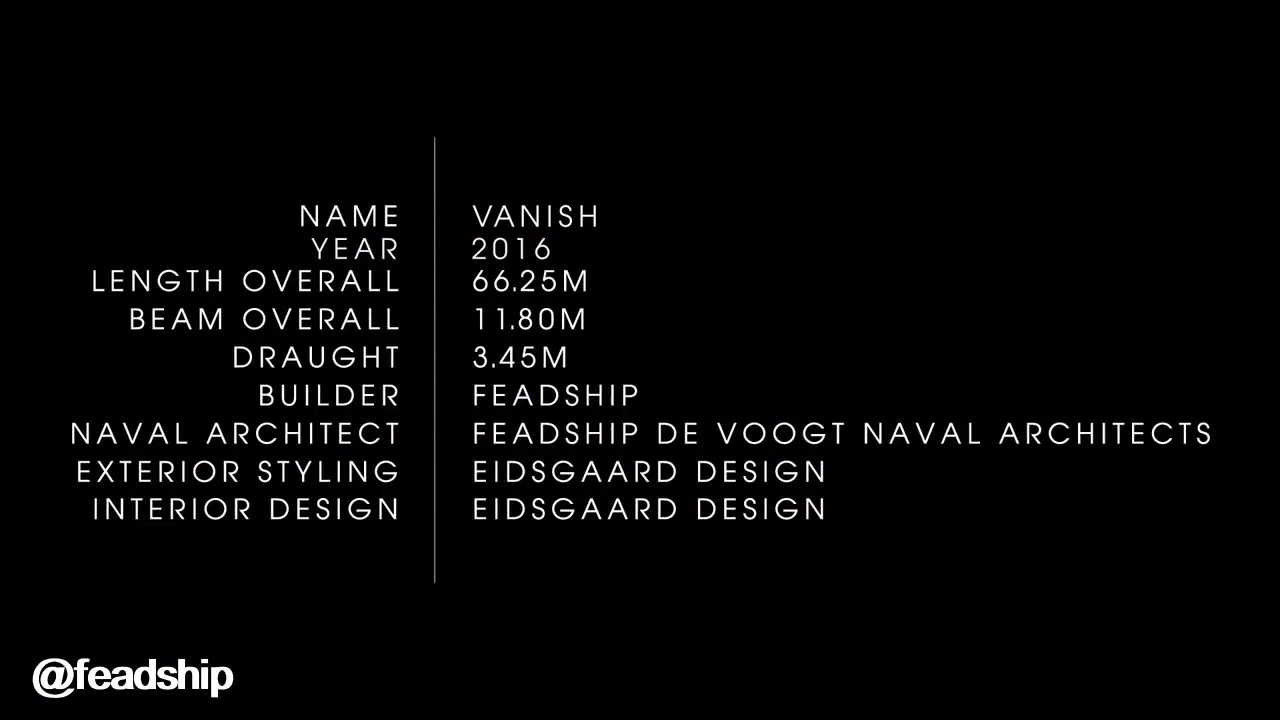 NAME VANISH
YEAR 2016
LENGTH OVERALL 66.25M
BEAM OVERALL 11.80M
DRAUGHT 3.45M
BUILDER FEADSHIP
NAVAL ARCHITECT FEADSHIP DE VOOGT NAVAL ARCHITECTS
EXTERIOR STYLING EIDSGAARD DESIGN
INTERIOR DESIGN EIDSGAARD DESIGN
@feadship